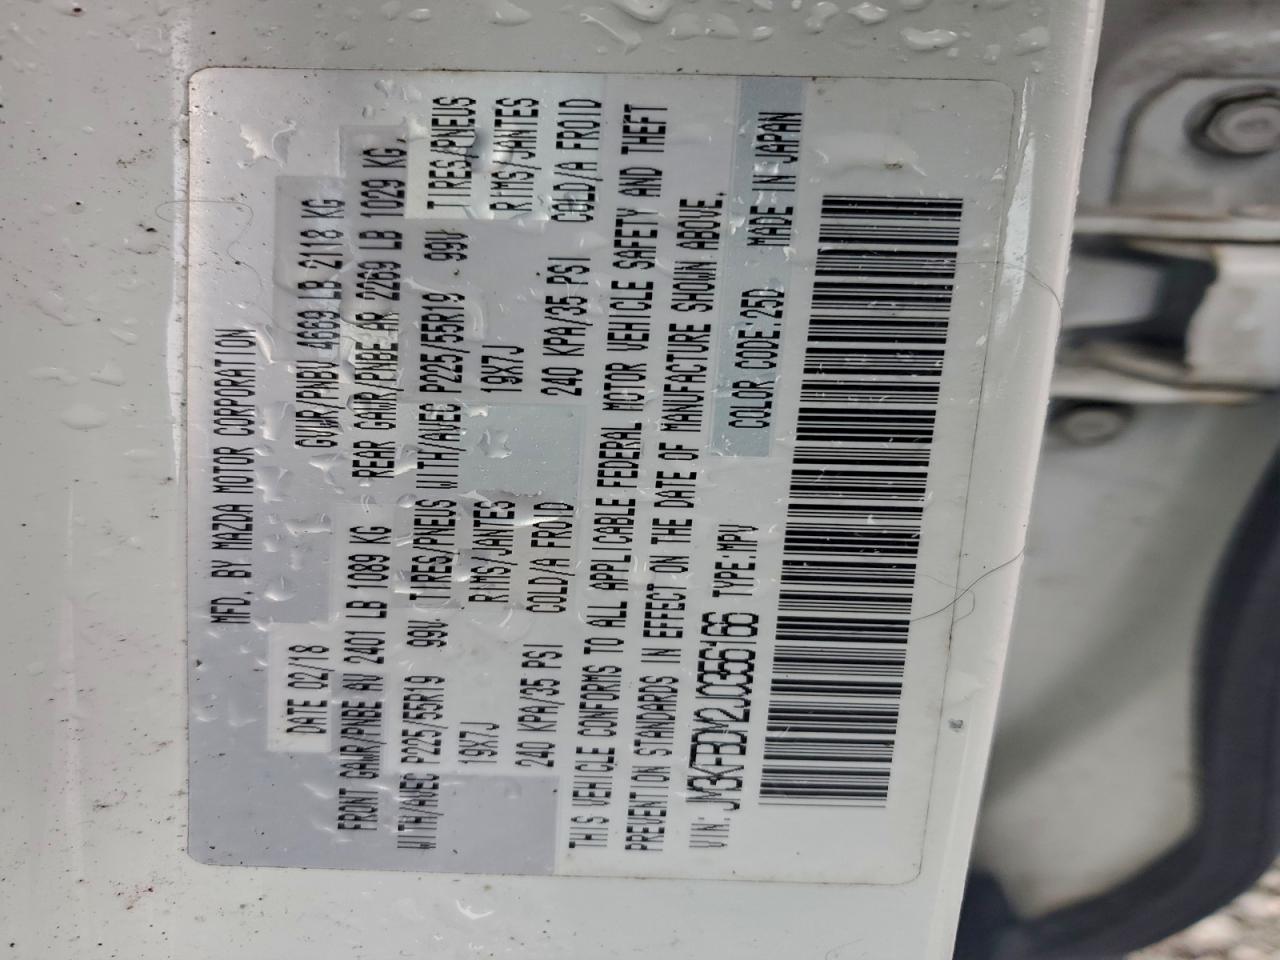 MFD. BY MAZDA MOTOR CORPORATION
DATE 02/18 GVWR/PNBV 4669 LB 2118 KG
FRONT GAWR/PNBE AV 2401 LB 1089 KG REAR GAWR/PNBE AR 2269 LB 1029 KG
WITH/AVEC P225/55R19 99V TIRES/PNEUS WITH/AVEC P225/55R19 99V TIRES/PNEUS
19X7J RIMS/JANTES 19X7J RIMS/JANTES
240 KPA/35 PSI COLD/A FROID 240 KPA/35 PSI COLD/A FROID
THIS VEHICLE CONFORMS TO ALL APPLICABLE FEDERAL MOTOR VEHICLE SAFETY AND THEFT
PREVENTION STANDARDS IN EFFECT ON THE DATE OF MANUFACTURE SHOWN ABOVE.
VIN: JM3KFBDM2J0356166 TYPE:MPV COLOR CODE:25D MADE IN JAPAN